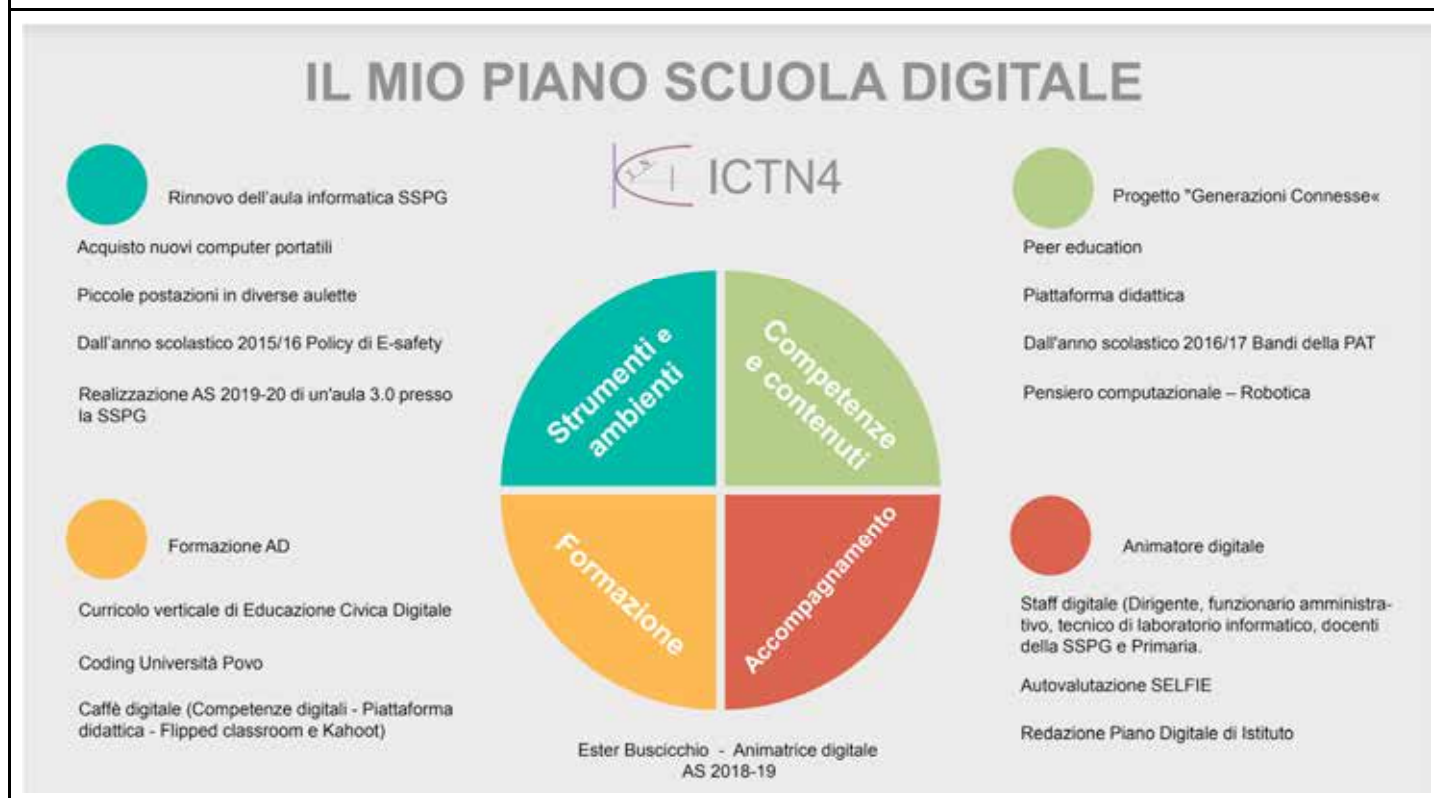 IL MIO PIANO SCUOLA DIGITALE
ICTN4
Rinnovo dell'aula informatica SSPG
Acquisto nuovi computer portatili
Piccole postazioni in diverse aulette
Dall'anno scolastico 2015/16 Policy di E-safety
Realizzazione AS 2019-20 di un'aula 3.0 presso
la SSPG
Progetto "Generazioni Connesse«
Peer education
Piattaforma didattica
Dall'anno scolastico 2016/17 Bandi della PAT
Pensiero computazionale – Robotica
Strumenti e
ambienti
Competenze
e contenuti
Formazione
Accompagnamento
Formazione AD
Curricolo verticale di Educazione Civica Digitale
Coding Università Povo
Caffè digitale (Competenze digitali - Piattaforma
didattica - Flipped classroom e Kahoot)
Animatore digitale
Staff digitale (Dirigente, funzionario amministra-
tivo, tecnico di laboratorio informatico, docenti
della SSPG e Primaria.
Autovalutazione SELFIE
Redazione Piano Digitale di Istituto
Ester Buscicchio - Animatrice digitale
AS 2018-19